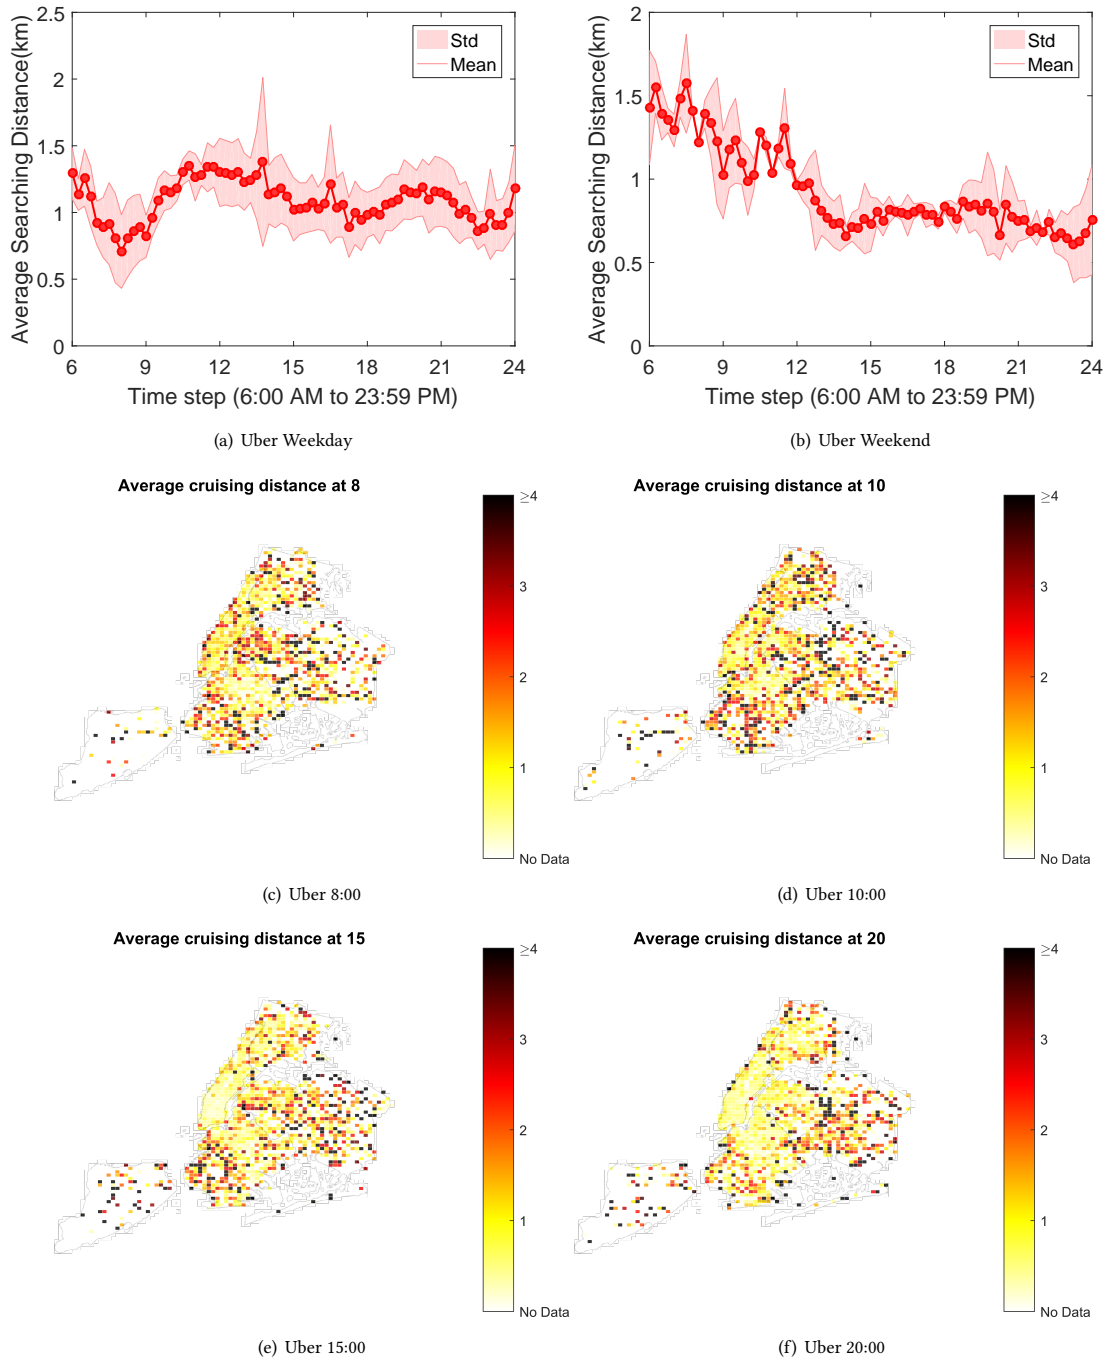 2.5
2
1.5
1
0.5
0
Average Searching Distance(km)
Std
Mean
6 9 12 15 18 21 24
Time step (6:00 AM to 23:59 PM)
(a) Uber Weekday
2
1.5
1
0.5
0
Average Searching Distance(km)
Std
Mean
6 9 12 15 18 21 24
Time step (6:00 AM to 23:59 PM)
(b) Uber Weekend
Average cruising distance at 8
≥4
3
2
1
No Data
(c) Uber 8:00
Average cruising distance at 10
≥4
3
2
1
No Data
(d) Uber 10:00
Average cruising distance at 15
≥4
3
2
1
No Data
(e) Uber 15:00
Average cruising distance at 20
≥4
3
2
1
No Data
(f) Uber 20:00